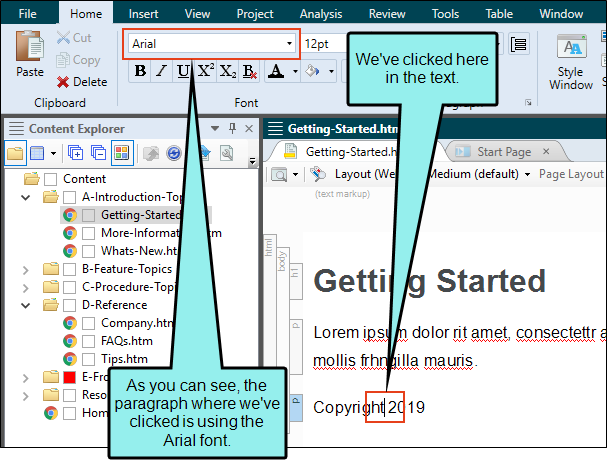 File Home Insert View Project Analysis Review Tools Table Window
Cut
Copy
Delete
Paste
Clipboard
Arial
12pt
B I U X² X₂ B A
Font
Style
Window
We've clicked here
in the text.
Content Explorer
Getting-Started.htm
Getting-Started.htm
Start Page
Layout (We
Medium (default)
Page Layout
(text markup)
html
body
h1
p
p
Content
A-Introduction-Top
Getting-Started
More-Information.htm
Whats-New.ht
B-Feature-Topics
C-Procedure-Topic
D-Reference
Company.htm
FAQs.htm
Tips.htm
E-Fro
Reso
Home
Getting Started
Lorem ipsum dolor rit amet, consectettr a
mollis frhngilla mauris.
Copyright 2019
As you can see, the
paragraph where we've
clicked is using the
Arial font.